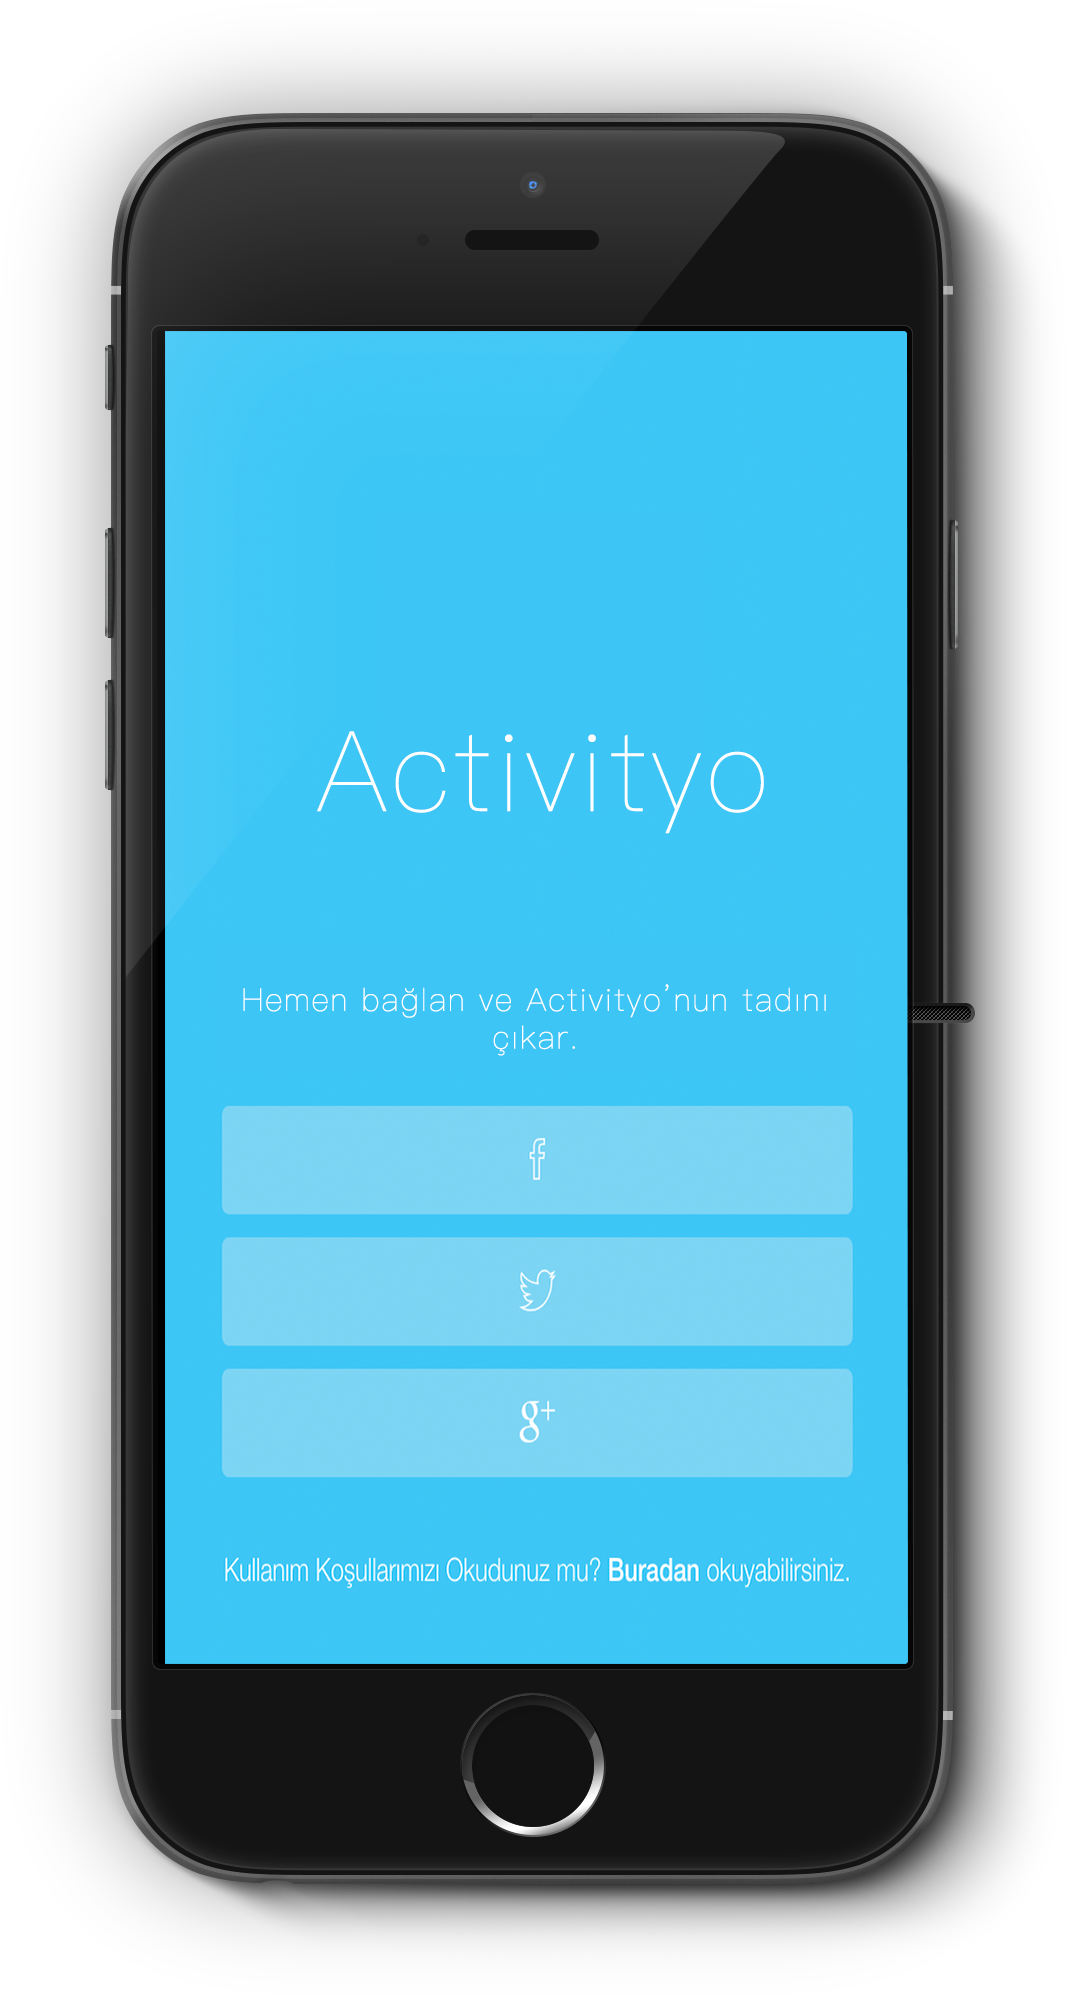 Activityo
Hemen bağlan ve Activityo'nun tadını
çıkar.
f
g+
Kullanım Koşullarımızı Okudunuz mu? Buradan okuyabilirsiniz.